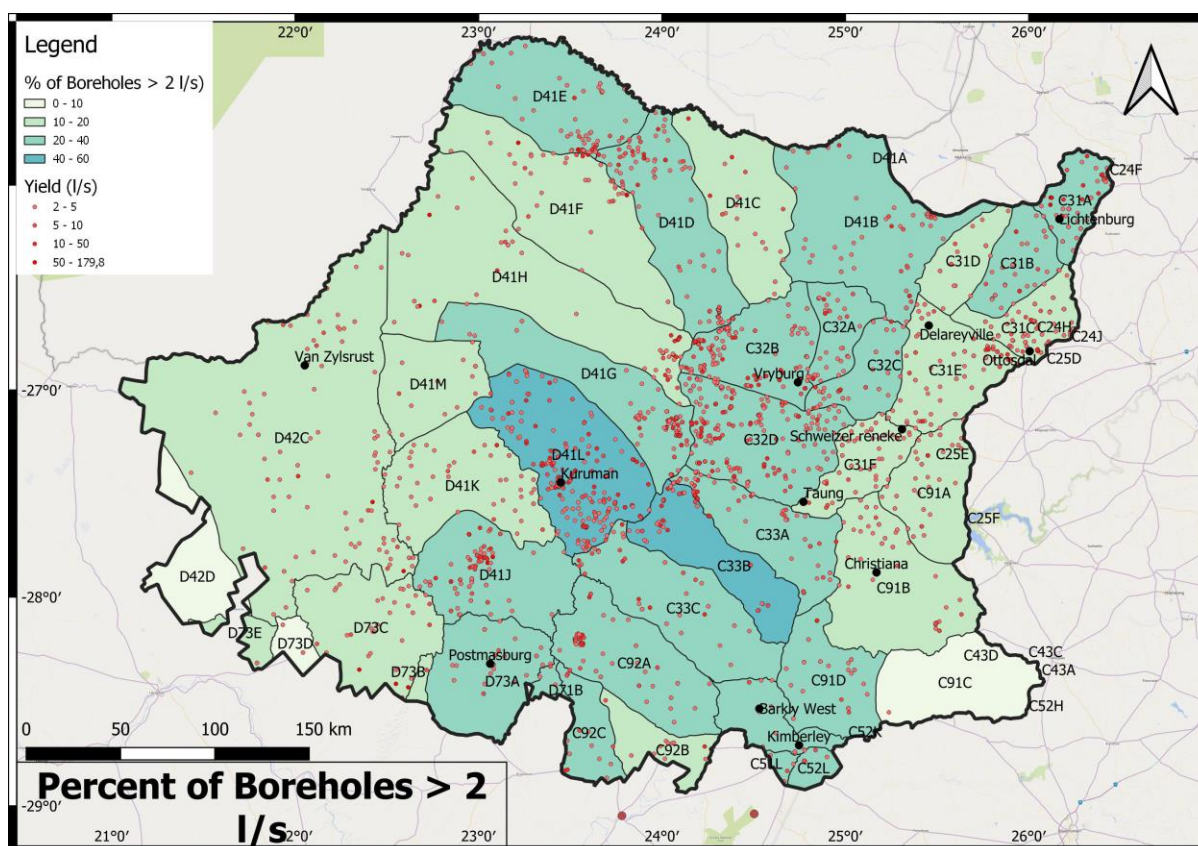 22°0'
23°0'
24°0'
25°0'
26°0'
Legend
% of Boreholes > 2 l/s)
0 - 10
10 - 20
20 - 40
40 - 60
Yield (l/s)
2 - 5
5 - 10
10 - 50
50 - 179,8
D41E
D41A
C24F
C31A
Lichtenburg
D41F
D41C
D41D
D41B
C31D
C31B
D41H
C31C
C24H
C24J
Delareyville
C32A
C32B
Ottosdal
C25D
Van Zylsrust
C32C
C31E
D41G
Vryburg
-27°0'
D41M
D42C
C32D
Schweizer reneke
D41L
Kuruman
C25E
C31F
D41K
C91A
Taung
C25F
C33A
D42D
D41J
C33B
Christiana
C91B
-28°0'
C33C
D73E
D73D
D73C
C43D
C43C
C43A
Postmasburg
C92A
D73B
D73A
C91D
C91C
D71B
Barkly West
C52H
C92C
Kimberley
C92B
C51L
C52L
0
50
100
150 km
Percent of Boreholes > 2
l/s
-29°0'
21°0'
22°0'
23°0'
24°0'
25°0'
26°0'